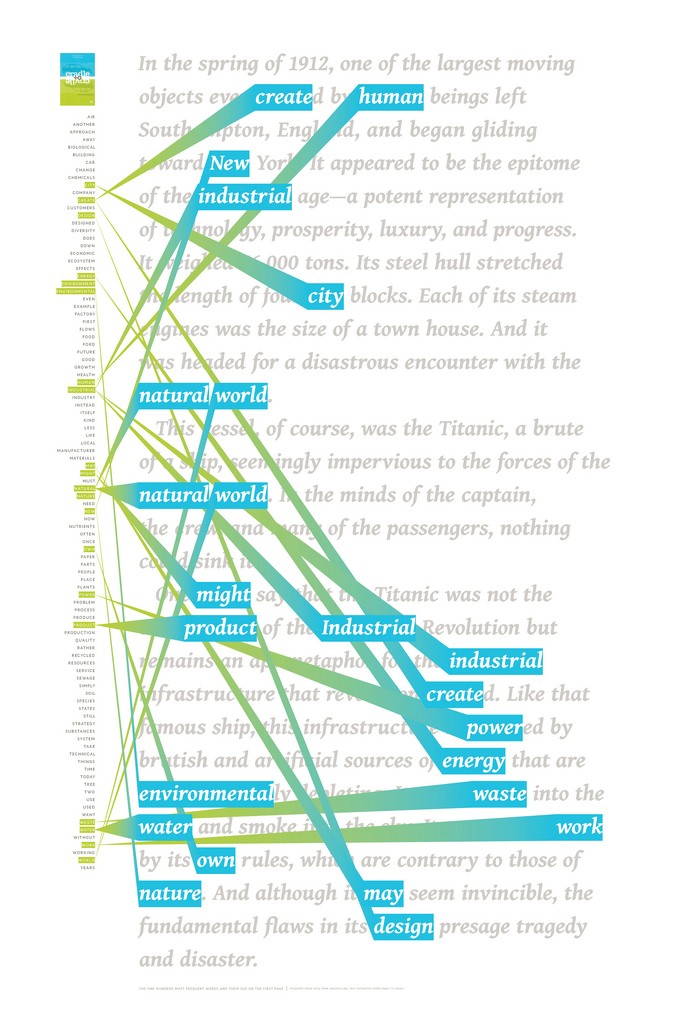 cradle
to
AIR
ANOTHER
APPROACH
AWAY
BIOLOGICAL
BUILDING
CAR
CHANGE
CHEMICALS
CITY
COMPANY
CREATE
CUSTOMERS
DESIGN
DESIGNED
DIVERSITY
DOES
DOWN
ECONOMIC
ECOSYSTEM
EFFECTS
ENERGY
ENVIRONMENT
ENVIRONMENTAL
EVEN
EXAMPLE
FACTORY
FIRST
FLOWS
FOOD
FORD
FUTURE
GOOD
GROWTH
HEALTH
HUMAN
INDUSTRIAL
INDUSTRY
INSTEAD
ITSELF
KIND
LESS
LIFE
LOCAL
MANUFACTURER
MATERIALS
MAY
MIGHT
MUST
NATURAL
NATURE
NEED
NEW
NOW
NUTRIENTS
OFTEN
ONCE
OWN
PAPER
PARTS
PEOPLE
PLACE
PLANTS
POWER
PROBLEM
PROCESS
PRODUCE
PRODUCT
PRODUCTION
QUALITY
RATHER
RECYCLED
RESOURCES
SERVICE
SEWAGE
SIMPLY
SOIL
SPECIES
STATES
STILL
STRATEGY
SUBSTANCES
SYSTEM
TAKE
TECHNICAL
THINGS
TIME
TODAY
TREE
TWO
USE
USED
WANT
WASTE
WATER
WITHOUT
WORK
WORKING
WORLD
YEARS
In the spring of 1912, one of the largest moving
objects ever created by human beings left
Southampton, England, and began gliding
toward New York. It appeared to be the epitome
of the industrial age—a potent representation
of technology, prosperity, luxury, and progress.
It weighed 66,000 tons. Its steel hull stretched
the length of four city blocks. Each of its steam
engines was the size of a town house. And it
was headed for a disastrous encounter with the
natural world.
This vessel, of course, was the Titanic, a brute
of a ship, seemingly impervious to the forces of the
natural world. In the minds of the captain,
the crew and many of the passengers, nothing
could sink it.
One might say that the Titanic was not the
product of the Industrial Revolution but
remains an apt metaphor for the industrial
infrastructure that revolution created. Like that
famous ship, this infrastructure is powered by
brutish and artificial sources of energy that are
environmentally depleting. It waste into the
water and smoke into the sky. It work
by its own rules, which are contrary to those of
nature. And although it may seem invincible, the
fundamental flaws in its design presage tragedy
and disaster.
THE ONE HUNDRED MOST FREQUENT WORDS AND THEIR USE ON THE FIRST PAGE